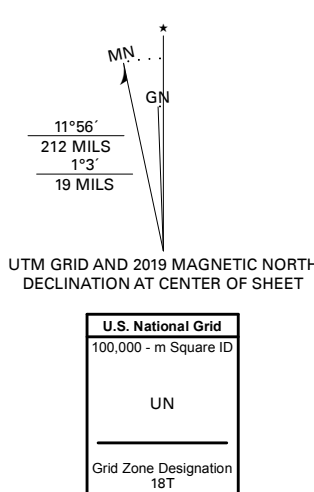 ★
MN
GN
11°56´
212 MILS
1°3´
19 MILS
UTM GRID AND 2019 MAGNETIC NORTH
DECLINATION AT CENTER OF SHEET
U.S. National Grid
100,000 - m Square ID
UN
Grid Zone Designation
18T